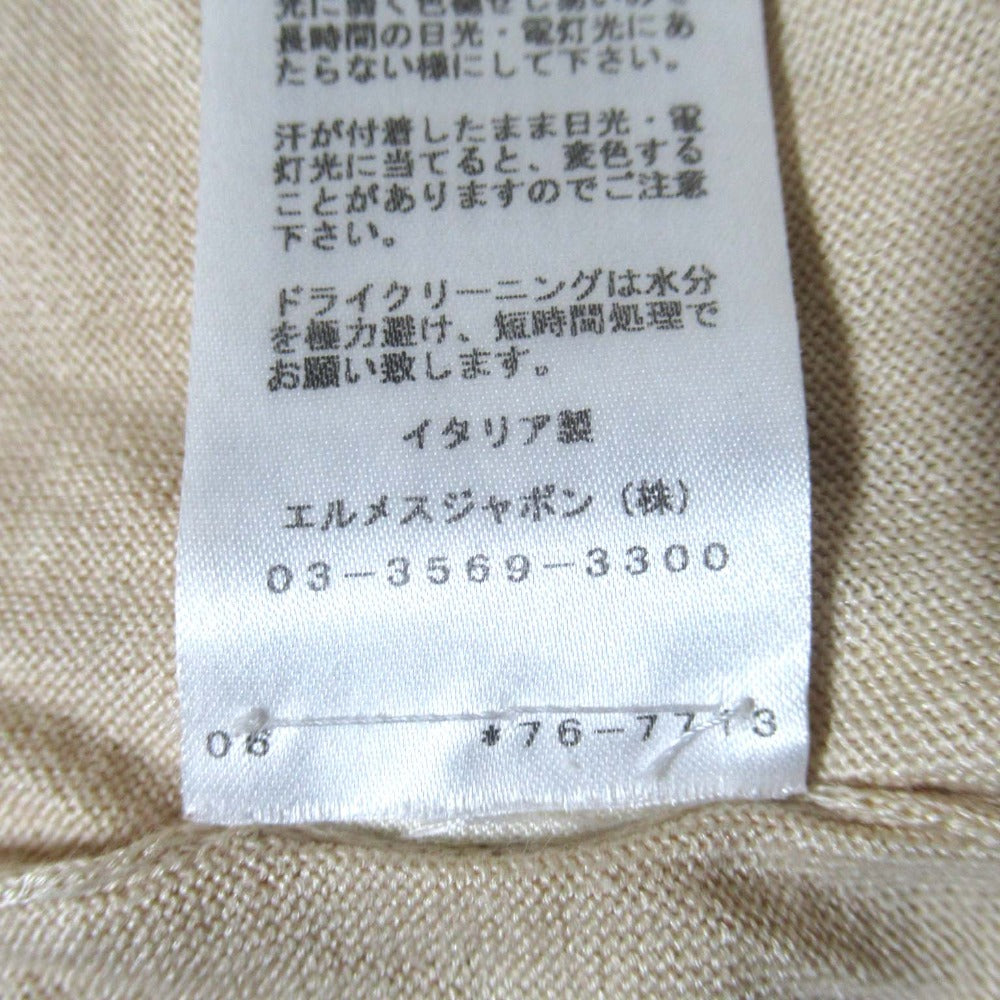 長時間の日光・電灯光にあ
たらない様にして下さい。
汗が付着したまま日光・電
灯光に当てると、変色する
ことがありますのでご注意
下さい。
ドライクリーニングは水分
を極力避け、短時間処理で
お願い致します。
イタリア製
エルメスジャポン（株）
03-3569-3300
06 *76-7713